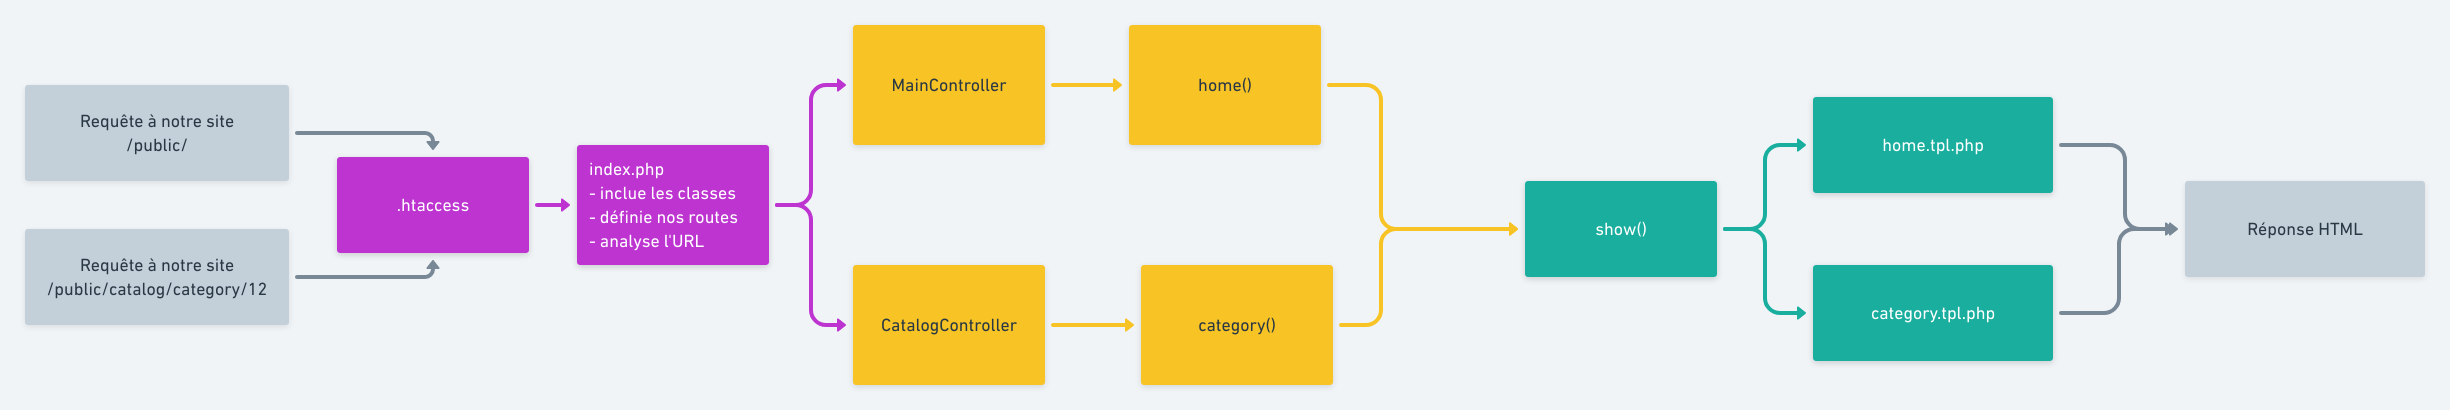 Requête à notre site
/public/
Requête à notre site
/public/catalog/category/12
.htaccess
index.php
- inclue les classes
- définie nos routes
- analyse l'URL
MainController
home()
CatalogController
category()
show()
home.tpl.php
category.tpl.php
Réponse HTML